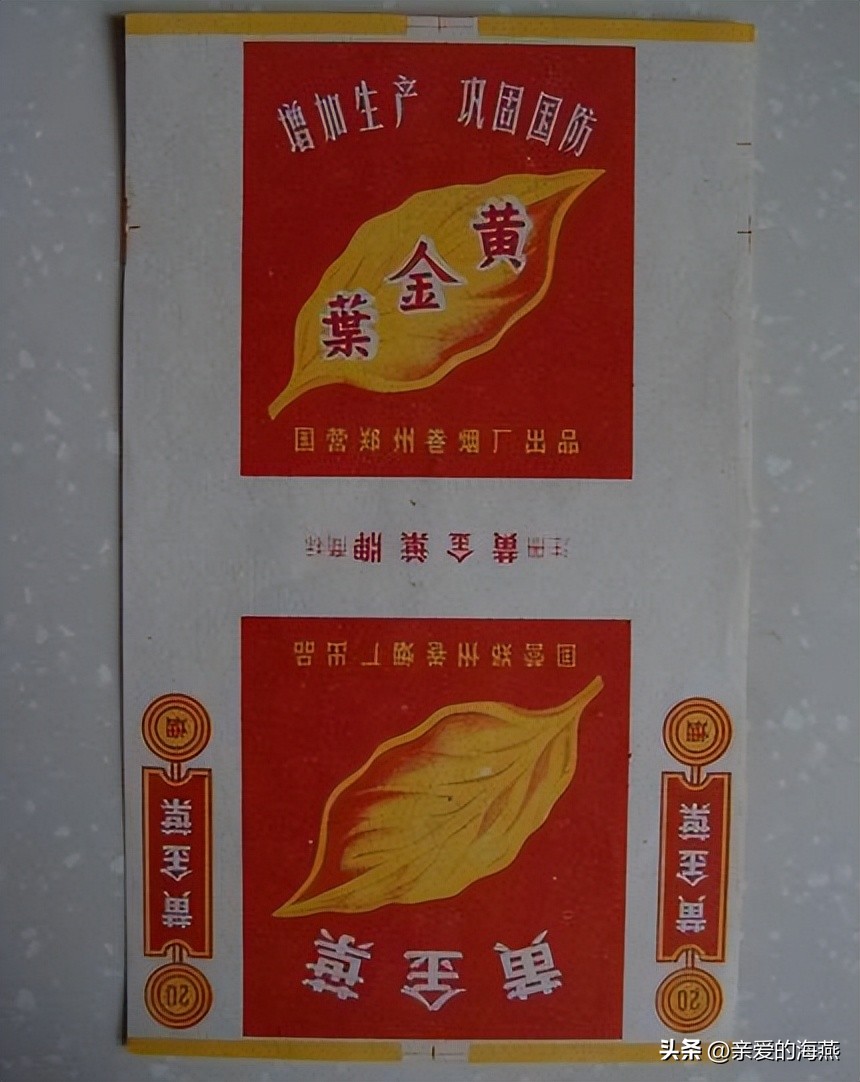 增加生产 巩固国防
黄金葉
国营郑州卷烟厂出品
注册 黄金葉牌 商标
国营郑州卷烟厂出品
黄金葉
烟
黄金葉
20
烟
黄金葉
20
头条 @亲爱的海燕